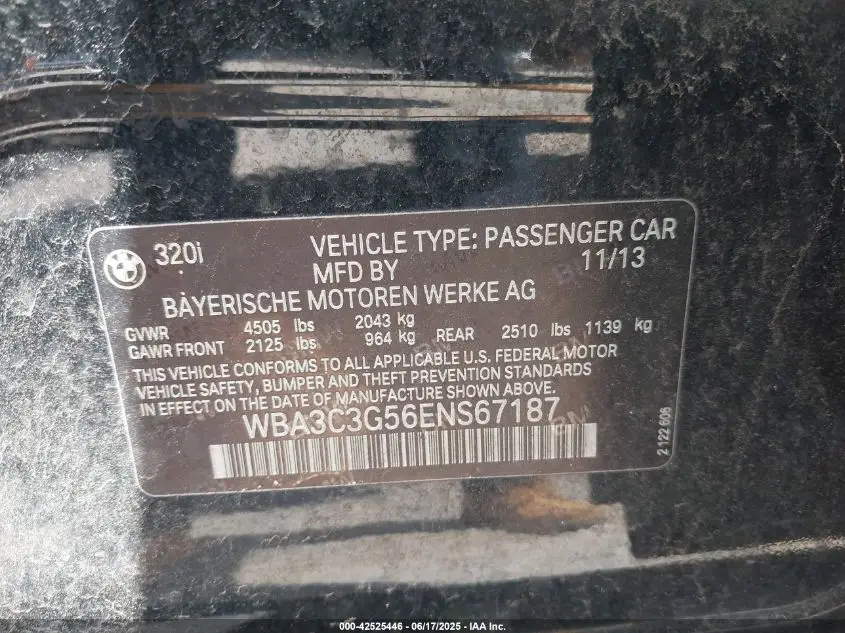 320i
VEHICLE TYPE: PASSENGER CAR
MFD BY 11/13
BAYERISCHE MOTOREN WERKE AG
GVWR 4505 lbs 2043 kg
GAWR FRONT 2125 lbs 964 kg REAR 2510 lbs 1139 kg
THIS VEHICLE CONFORMS TO ALL APPLICABLE U.S. FEDERAL MOTOR
VEHICLE SAFETY, BUMPER AND THEFT PREVENTION STANDARDS
IN EFFECT ON THE DATE OF MANUFACTURE SHOWN ABOVE.
WBA3C3G56ENS67187
2 122 606
000-42525446 - 06/17/2025 - IAA Inc.